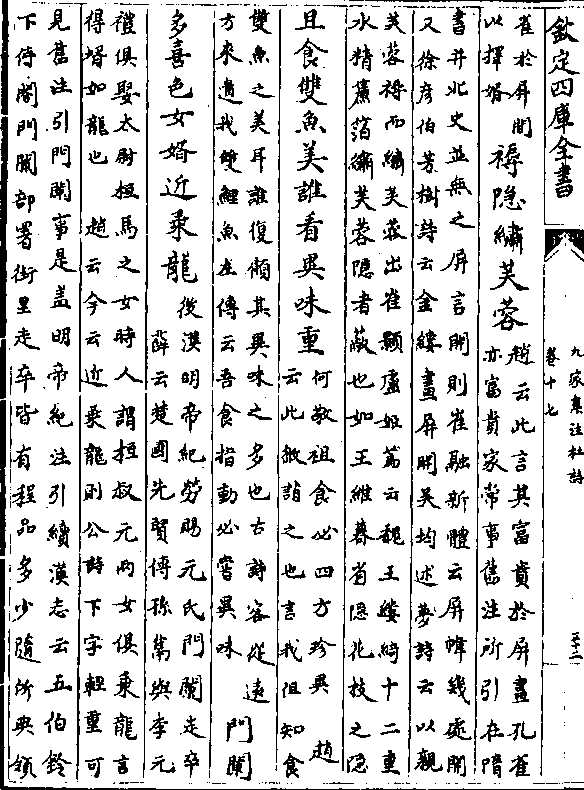 欽定四庫全書
九家集注杜詩
卷十七
雀於屏間
以擇婿
褥隱繡芙蓉
趙云此言其富貴於屏畫孔雀
亦富貴家常事舊注所引在隋
書并北史並無之屏言開則崔融新體云屏幃幾處開
又徐彦伯芳樹詩云金縷畫屏開吳均述夢詩云以親
芙蓉褥而繡芙蓉出崔顥盧姬篇云魏王縷綺十二重
水精簾箔繡芙蓉隱者蔽也如王維暮省隱花枝之隱
且食雙魚美誰看異味重
何敬祖食必四方珍異　趙
云此敏詣之也言我但知食
雙魚之美耳誰復顧其異味之多也古詩客從遠
方來遺我雙鯉魚左傳云吾食指動必嘗異味
門闌
多喜色女婿近乘龍
後漢明帝紀勞賜元氏門闌走卒
薛云楚國先賢傳孫雋與李元
禮俱娶太尉桓焉之女時人謂桓叔元兩女俱乘龍言
得婿如龍也　趙云今云近乘龍則公詩下字輕重可
見舊注引門闌事是盖明帝紀注引續漢志云五伯鈴
下侍閤門闌部署街里走卒皆有程品多少隨所典領